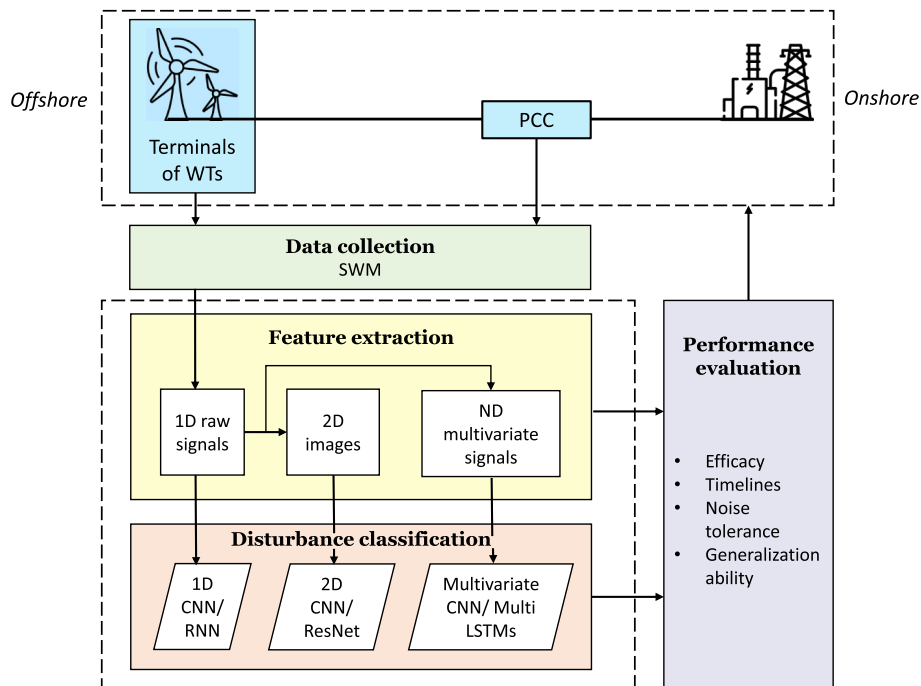 Offshore
Onshore
Terminals
of WTs
PCC
Data collection
SWM
Feature extraction
1D raw
signals
2D
images
ND
multivariate
signals
Disturbance classification
1D
CNN/
RNN
2D
CNN/
ResNet
Multivariate
CNN/ Multi
LSTMs
Performance
evaluation
• Efficacy
• Timelines
• Noise
tolerance
• Generalization
ability